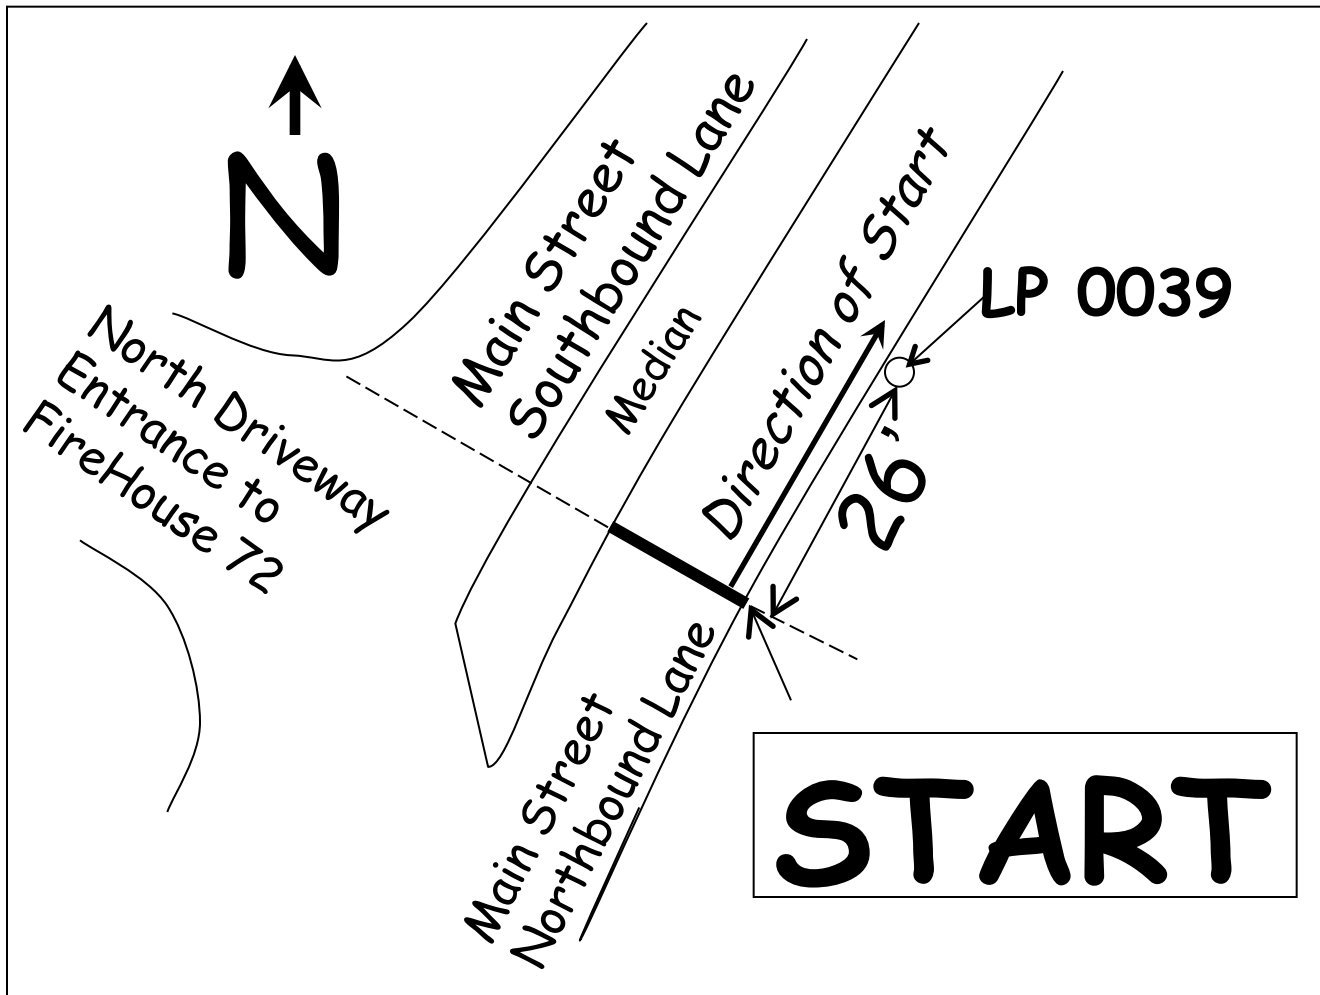 N
Main Street
Southbound Lane
Median
Direction of Start
LP 0039
26’
North Driveway
Entrance to
FireHouse 72
Main Street
Northbound Lane
START